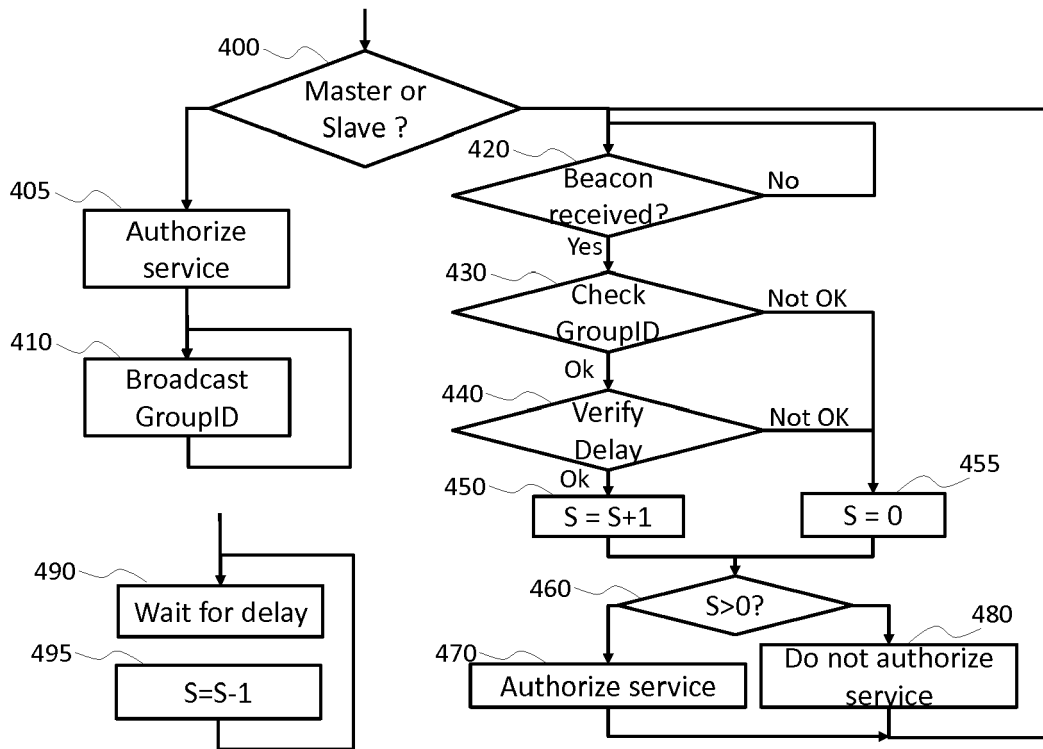 400
Master or
Slave ?
405
Authorize
service
410
Broadcast
GroupID
420
Beacon
received?
No
Yes
430
Check
GroupID
Not OK
Ok
440
Verify
Delay
Not OK
Ok
450
S = S+1
455
S = 0
460
S>0?
470
Authorize service
480
Do not authorize
service
490
Wait for delay
495
S=S-1